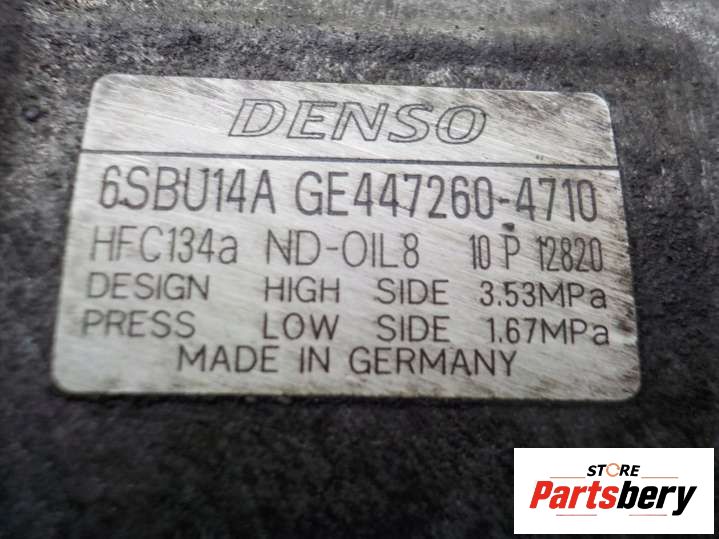 DENSO
6SBU14A GE447260-4710
HFC134a ND-OIL8 10 P 12820
DESIGN HIGH SIDE 3.53MPa
PRESS LOW SIDE 1.67MPa
MADE IN GERMANY
STORE
Partsbery